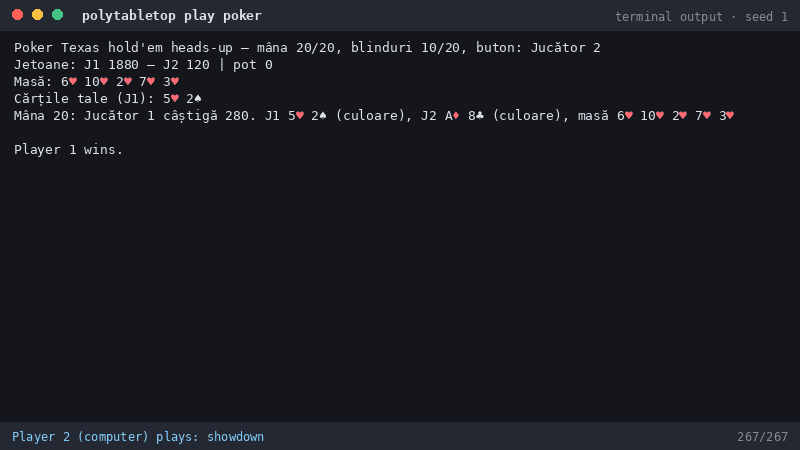 polytabletop play poker
terminal output · seed 1
Poker Texas hold'em heads-up — mâna 20/20, blinduri 10/20, buton: Jucător 2
Jetoane: J1 1880 — J2 120 | pot 0
Masă: 6♥ 10♥ 2♥ 7♥ 3♥
Cărțile tale (J1): 5♥ 2♠
Mâna 20: Jucător 1 câștigă 280. J1 5♥ 2♠ (culoare), J2 A♦ 8♣ (culoare), masă 6♥ 10♥ 2♥ 7♥ 3♥
Player 1 wins.
Player 2 (computer) plays: showdown
267/267